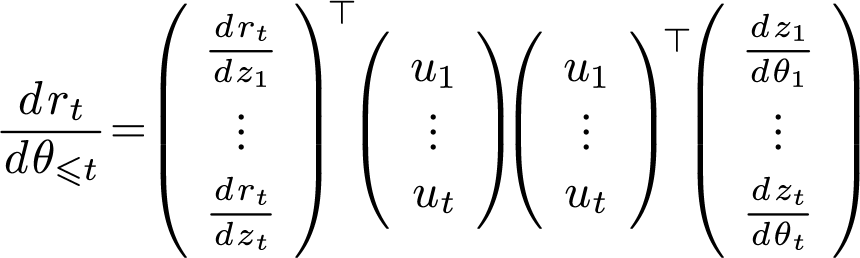 \frac{dr_t}{d\theta_{\leqslant t}} = \begin{pmatrix} \frac{dr_t}{dz_1} \\ \vdots \\ \frac{dr_t}{dz_t} \end{pmatrix}^\top \begin{pmatrix} u_1 \\ \vdots \\ u_t \end{pmatrix} \begin{pmatrix} u_1 \\ \vdots \\ u_t \end{pmatrix}^\top \begin{pmatrix} \frac{dz_1}{d\theta_1} \\ \vdots \\ \frac{dz_t}{d\theta_t} \end{pmatrix}